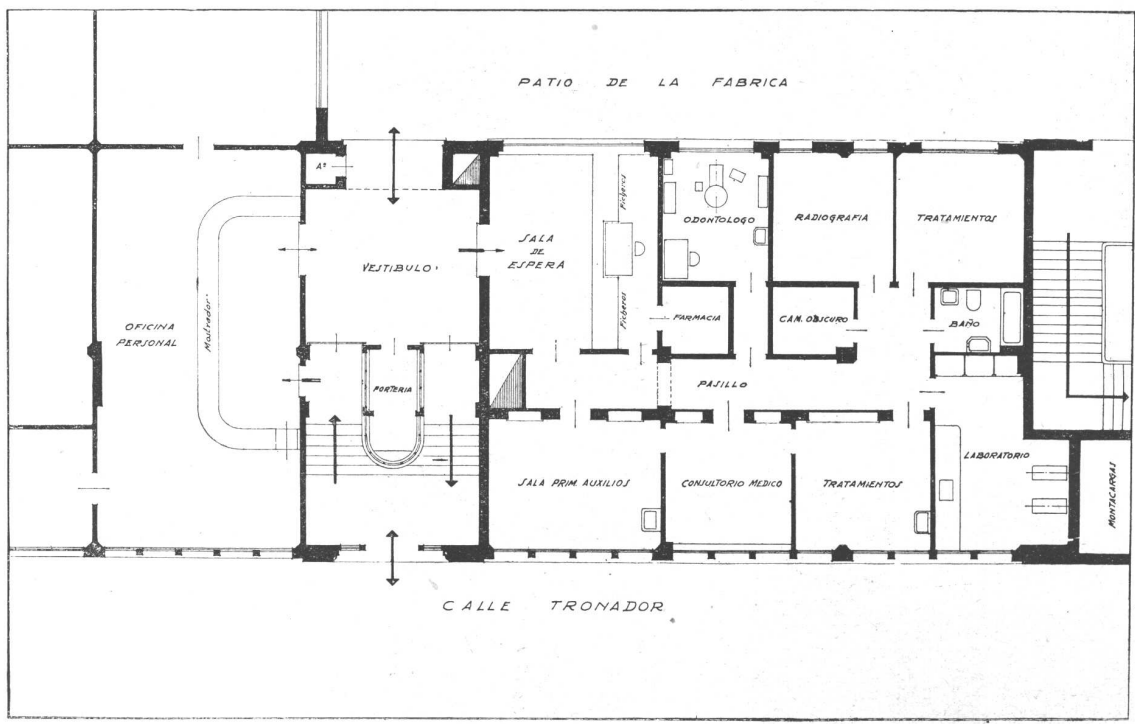 PATIO DE LA FABRICA
Aº
Ficheros
ODONTOLOGO
RADIOGRAFIA
TRATAMIENTOS
SALA
DE
ESPERA
VESTIBULO
Ficheros
FARMACIA
CAM. OBSCURO
BAÑO
OFICINA
PERSONAL
Mostrador
PORTERIA
PASILLO
SALA PRIM. AUXILIOS
CONSULTORIO MEDICO
TRATAMIENTOS
LABORATORIO
MONTACARGAS
CALLE TRONADOR